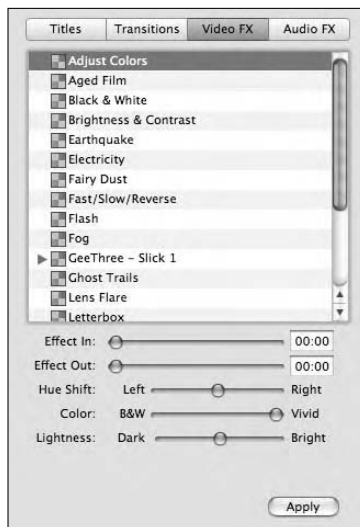 Titles Transitions Video FX Audio FX
Adjust Colors
Aged Film
Black & White
Brightness & Contrast
Earthquake
Electricity
Fairy Dust
Fast/Slow/Reverse
Flash
Fog
GeeThree – Slick 1
Ghost Trails
Lens Flare
Letterbox
Effect In: 00:00
Effect Out: 00:00
Hue Shift: Left Right
Color: B&W Vivid
Lightness: Dark Bright
Apply